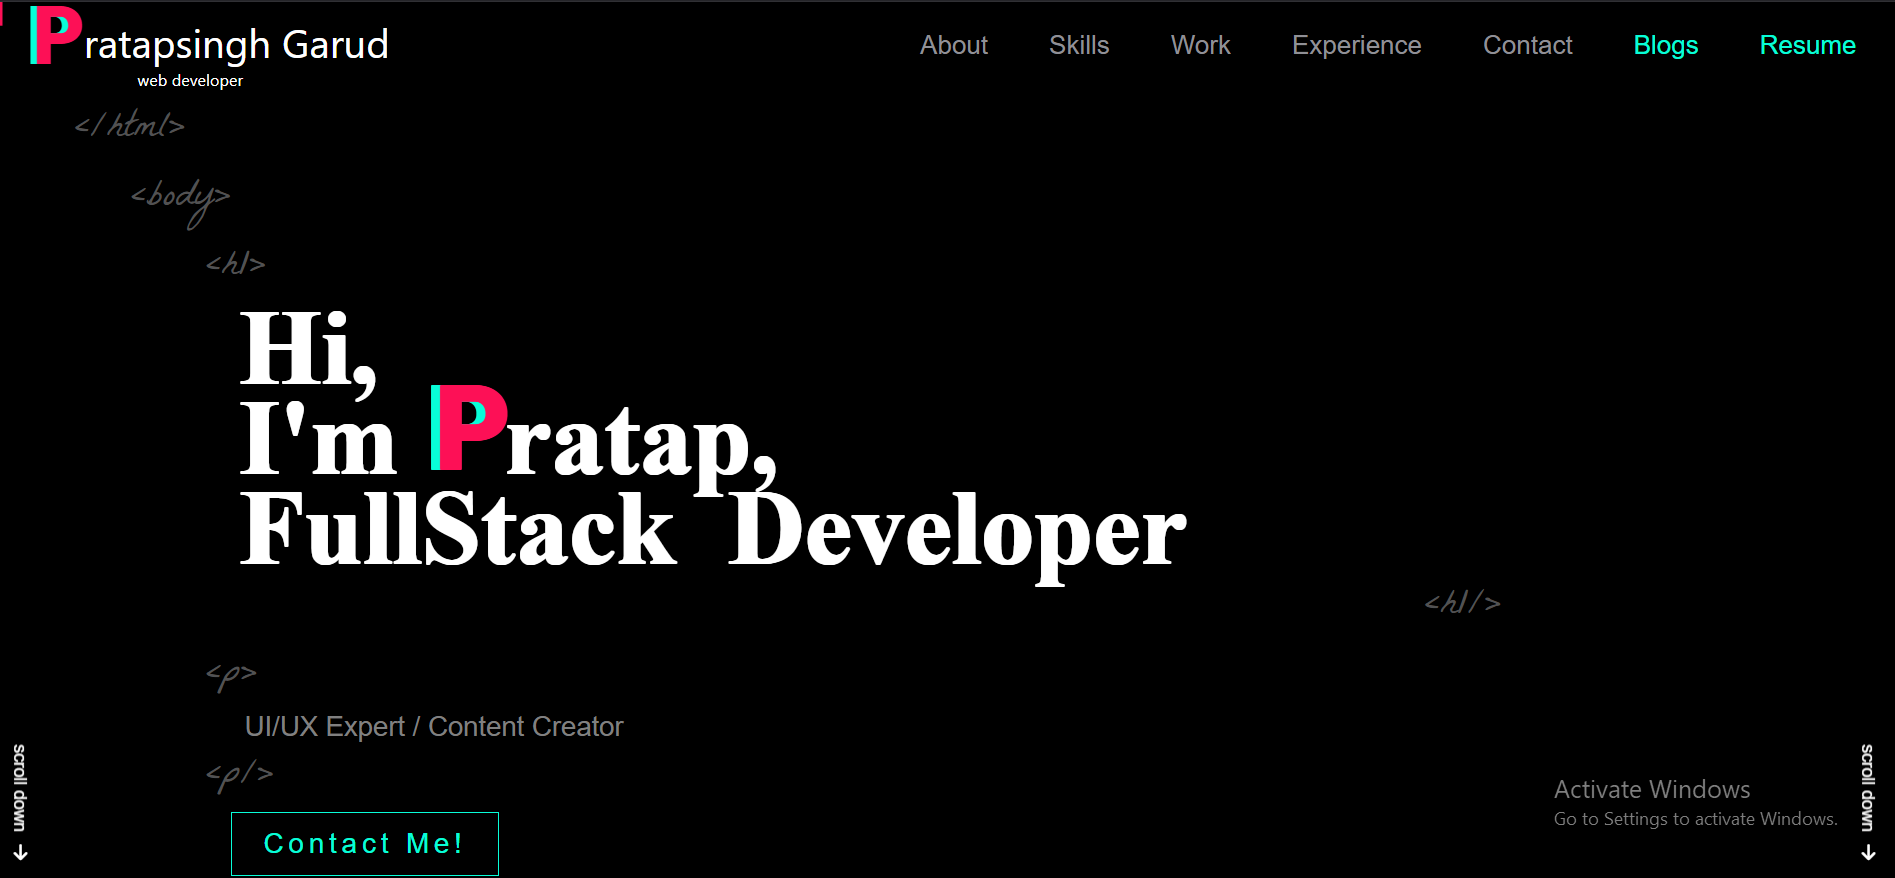 Pratapsingh Garud
web developer
About Skills Work Experience Contact Blogs Resume
</html>
<body>
<h1>
Hi,
I'm Pratap,
FullStack Developer
<h1/>
<p>
UI/UX Expert / Content Creator
<p/>
Contact Me!
scroll down
scroll down
Activate Windows
Go to Settings to activate Windows.